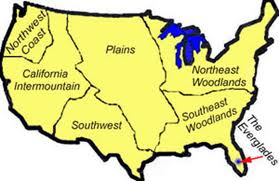 Northwest
Coast
Plains
California
Intermountain
Northeast
Woodlands
Southwest
Southeast
Woodlands
The Everglades